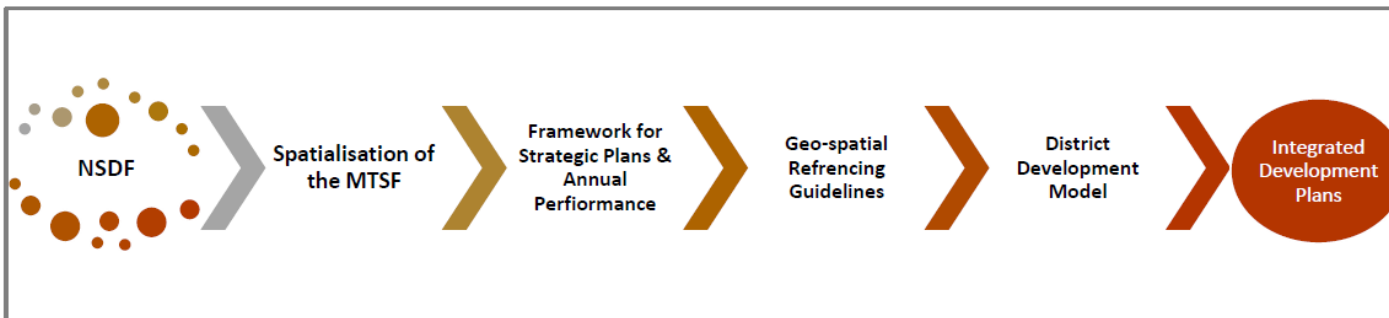 NSDF
Spatialisation of
the MTSF
Framework for
Strategic Plans &
Annual
Perfiormance
Geo-spatial
Refrencing
Guidelines
District
Development
Model
Integrated
Development
Plans